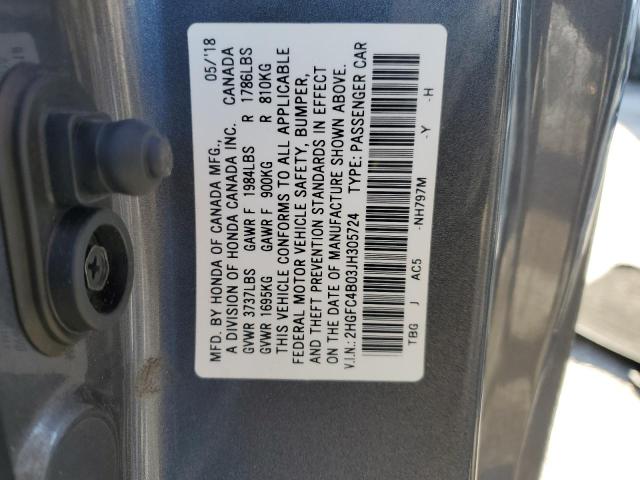 MFD. BY HONDA OF CANADA MFG., 05/'18
A DIVISION OF HONDA CANADA INC. CANADA
GVWR 3737LBS GAWR F 1984LBS R 1786LBS
GVWR 1695KG GAWR F 900KG R 810KG
THIS VEHICLE CONFORMS TO ALL APPLICABLE
FEDERAL MOTOR VEHICLE SAFETY, BUMPER,
AND THEFT PREVENTION STANDARDS IN EFFECT
ON THE DATE OF MANUFACTURE SHOWN ABOVE.
V.I.N.: 2HGFC4B03JH305724 TYPE: PASSENGER CAR
TBG J AC5 -NH797M -Y -H